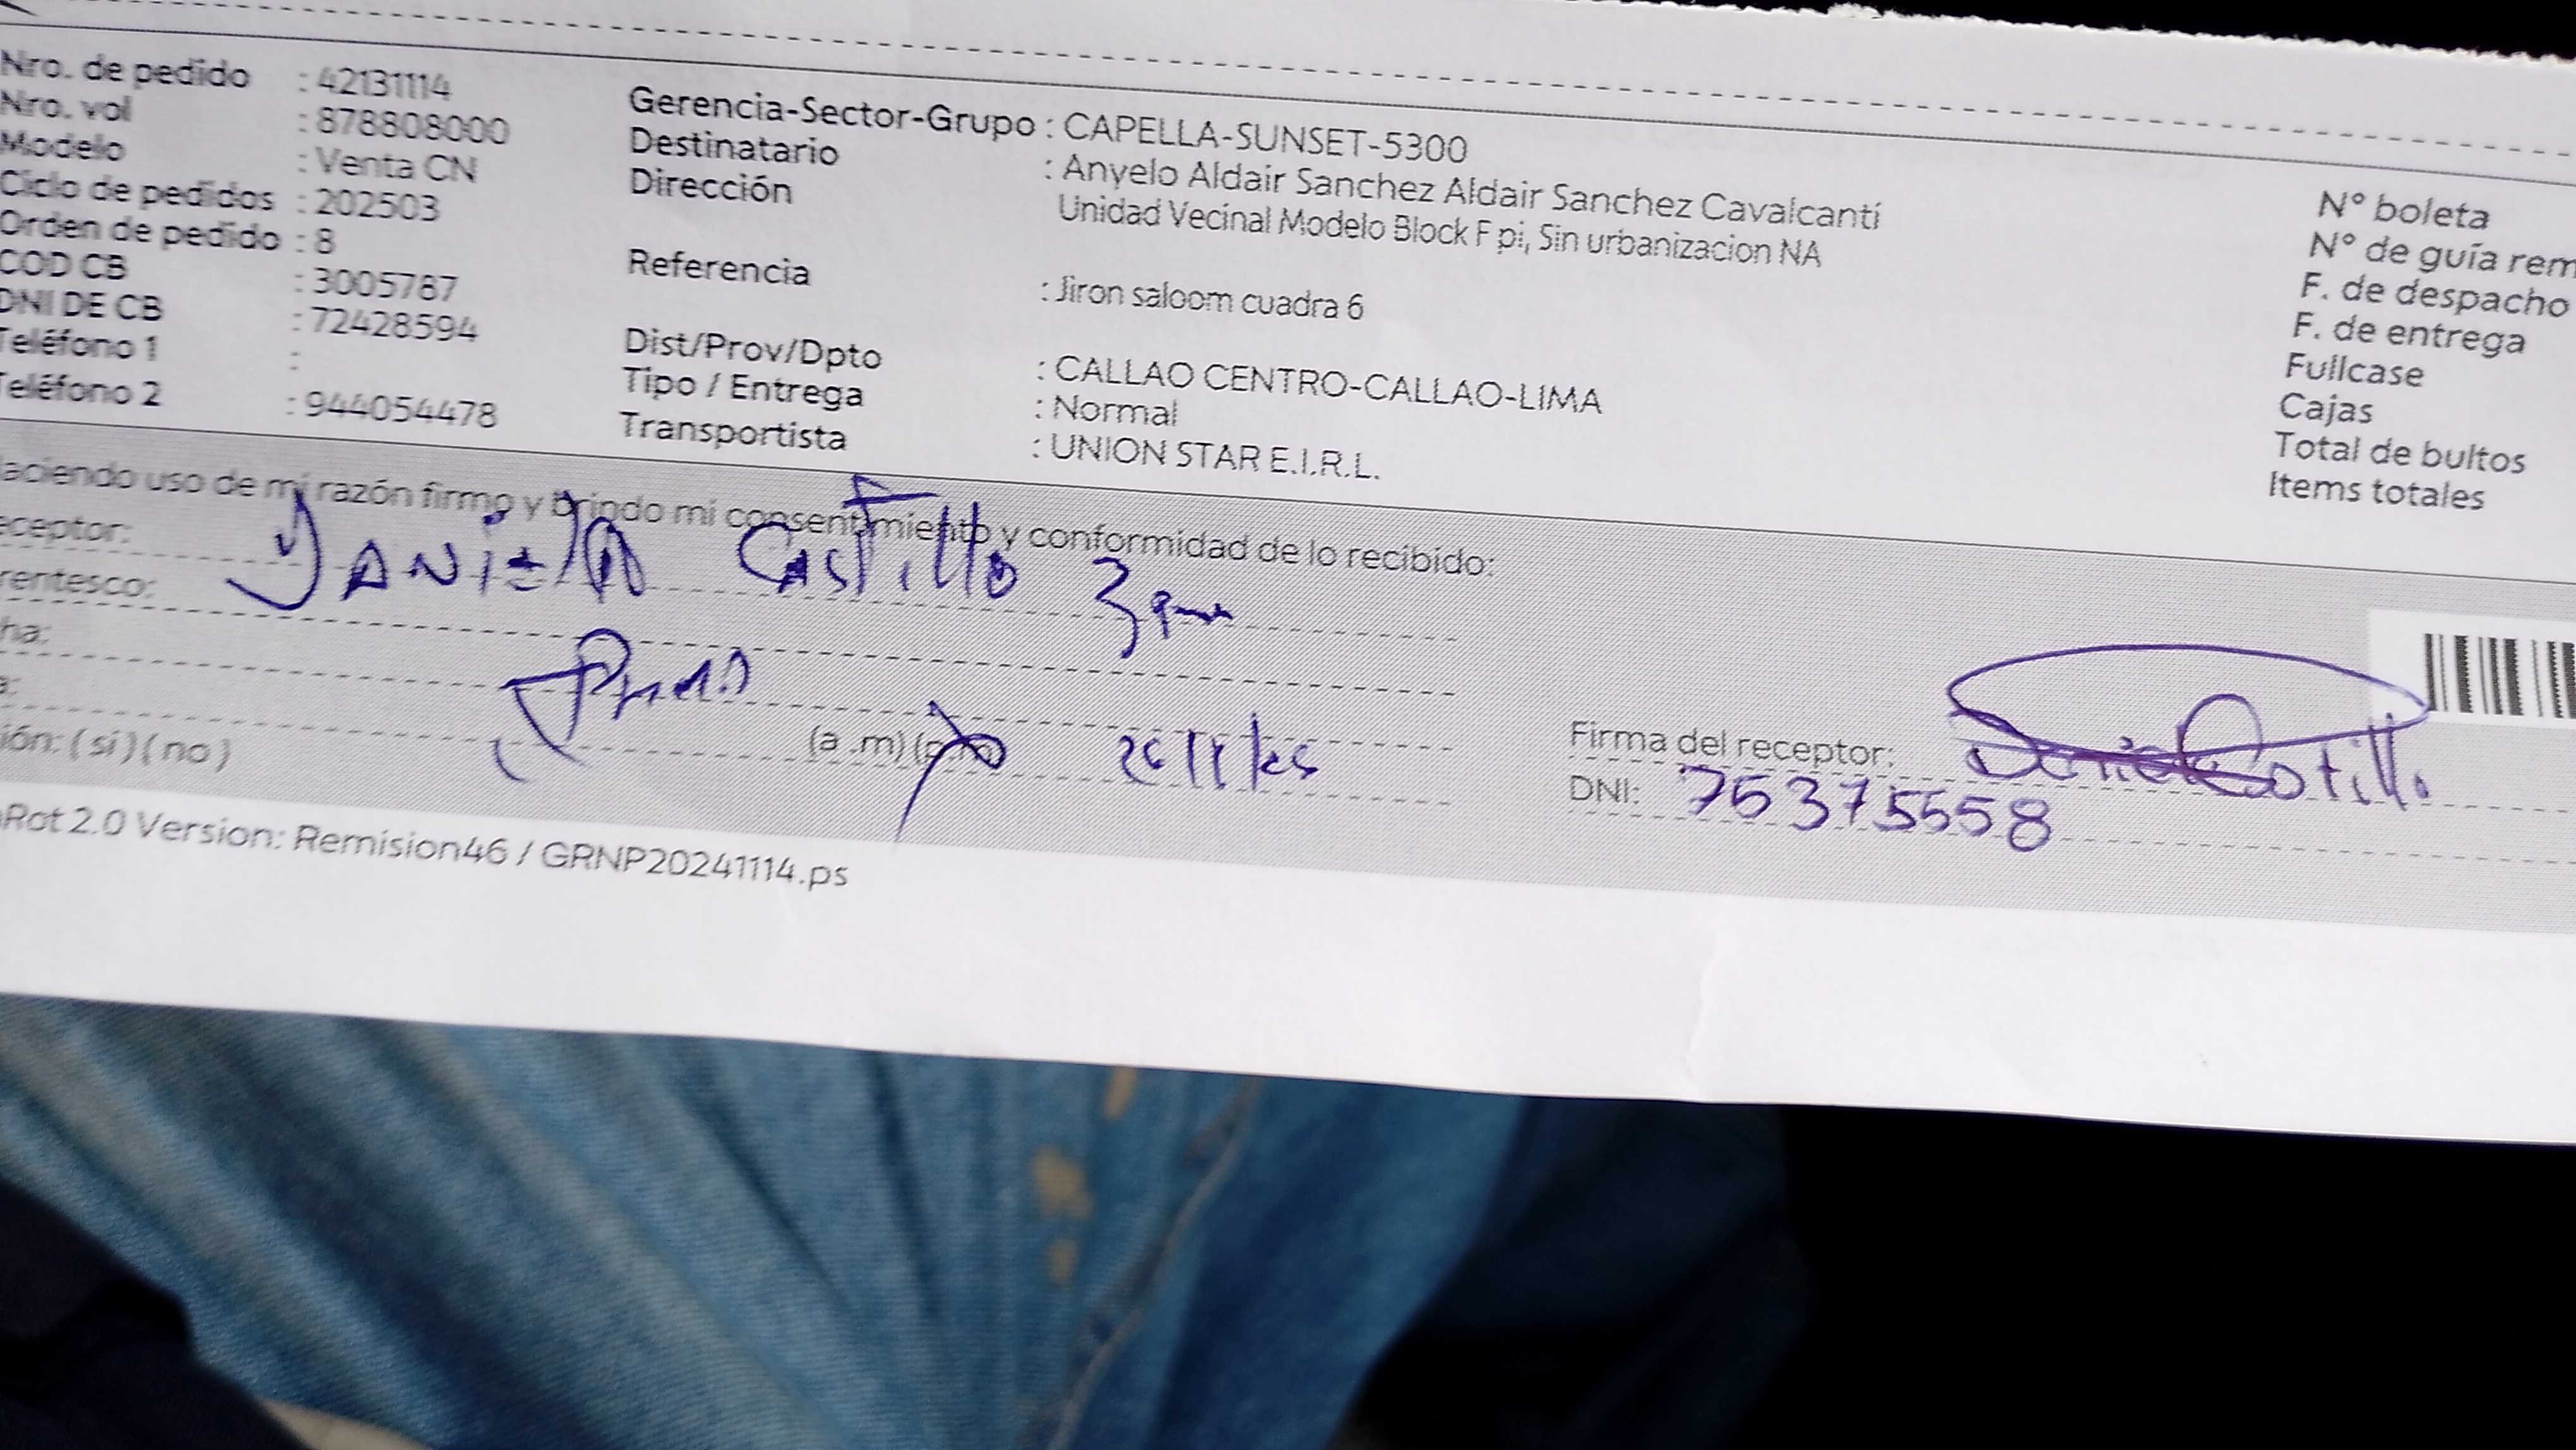 Nro. de pedido : 42131114
Nro. vol : 878808000
Modelo : Venta CN
Ciclo de pedidos : 202503
Orden de pedido : 8
COD CB : 3005787
DNI DE CB : 72428594
Teléfono 1 :
Teléfono 2 : 944054478
Gerencia-Sector-Grupo : CAPELLA-SUNSET-5300
Destinatario : Anyelo Aldair Sanchez Aldair Sanchez Cavalcanti
Dirección Unidad Vecinal Modelo Block F pi, Sin urbanizacion NA
Referencia : Jiron saloom cuadra 6
Dist/Prov/Dpto : CALLAO CENTRO-CALLAO-LIMA
Tipo / Entrega : Normal
Transportista : UNION STAR E.I.R.L.
N° boleta
N° de guía rem
F. de despacho
F. de entrega
Fullcase
Cajas
Total de bultos
Items totales
aciendo uso de mi razón firmo y brindo mi consentimiento y conformidad de lo recibido:
eceptor: DANiElA CAsTillo
rentesco:
ha:
a: (a .m) (p.m)
ión: ( si ) ( no )
Firma del receptor: Daniela Castillo
DNI: 75375558
Rot 2.0 Version: Remision46 / GRNP20241114.ps